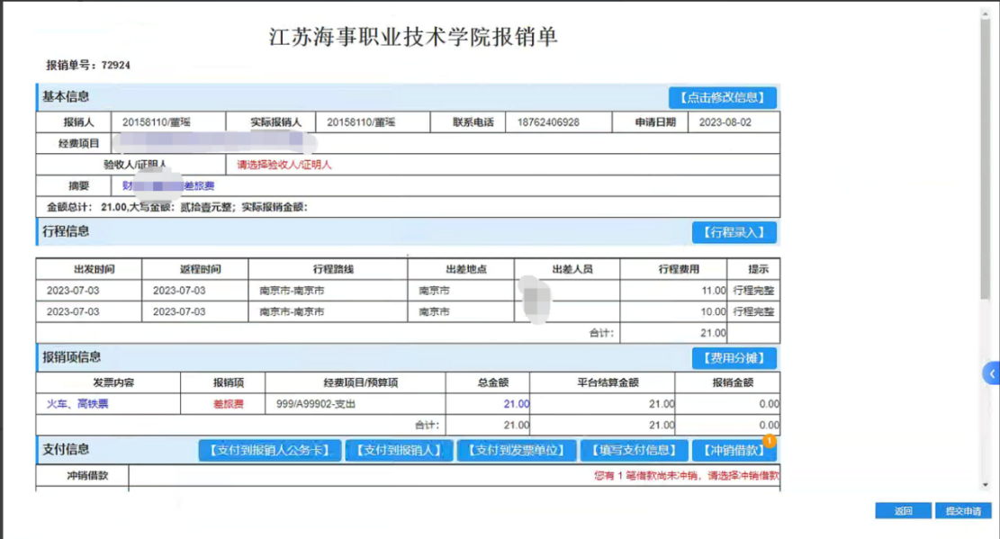 江苏海事职业技术学院报销单
报销单号：72924
基本信息 【点击修改信息】
报销人 20158110/董瑶 实际报销人 20158110/董瑶 联系电话 18762406928 申请日期 2023-08-02
经费项目
验收人/证明人 请选择验收人/证明人
摘要 财 差旅费
金额总计： 21.00,大写金额：贰拾壹元整；实际报销金额：
行程信息 【行程录入】
出发时间 返程时间 行程路线 出差地点 出差人员 行程费用 提示
2023-07-03 2023-07-03 南京市-南京市 南京市 11.00 行程完整
2023-07-03 2023-07-03 南京市-南京市 南京市 10.00 行程完整
合计： 21.00
报销项信息 【费用分摊】
发票内容 报销项 经费项目/预算项 总金额 平台结算金额 报销金额
火车、高铁票 差旅费 999/A99902-支出 21.00 21.00 0.00
合计： 21.00 21.00 0.00
支付信息 【支付到报销人公务卡】 【支付到报销人】 【支付到发票单位】 【填写支付信息】 【冲销借款】 1
冲销借款 您有 1 笔借款尚未冲销，请选择冲销借款
返回 提交申请